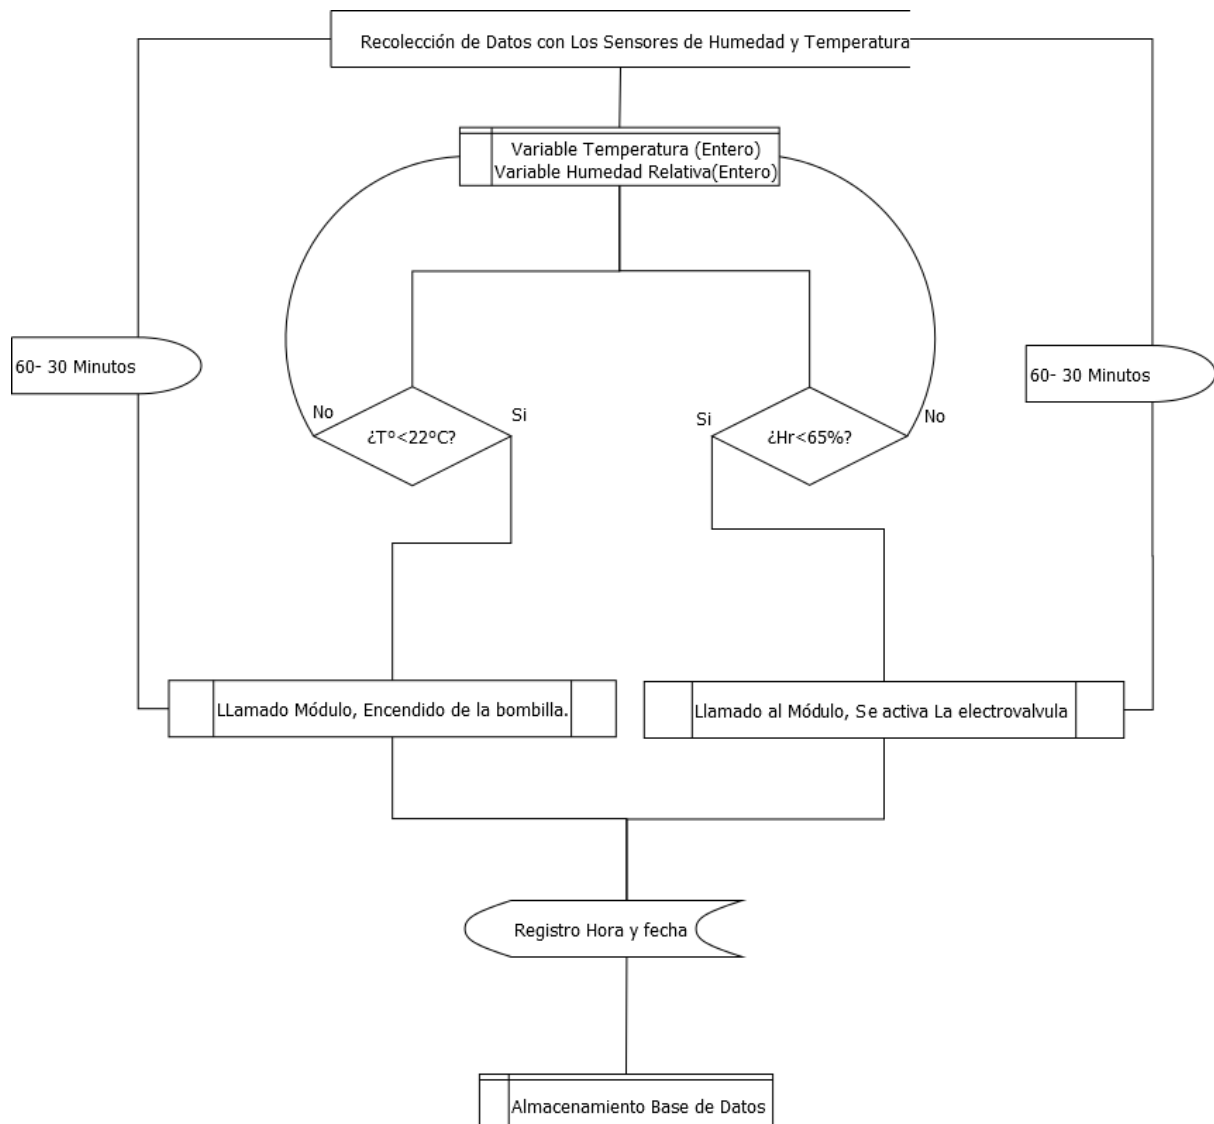 Recolección de Datos con Los Sensores de Humedad y Temperatura
Variable Temperatura (Entero)
Variable Humedad Relativa(Entero)
60- 30 Minutos
60- 30 Minutos
No
¿Tº<22ºC?
Si
Si
¿Hr<65%?
No
LLamado Módulo, Encendido de la bombilla.
Llamado al Módulo, Se activa La electrovalvula
Registro Hora y fecha
Almacenamiento Base de Datos